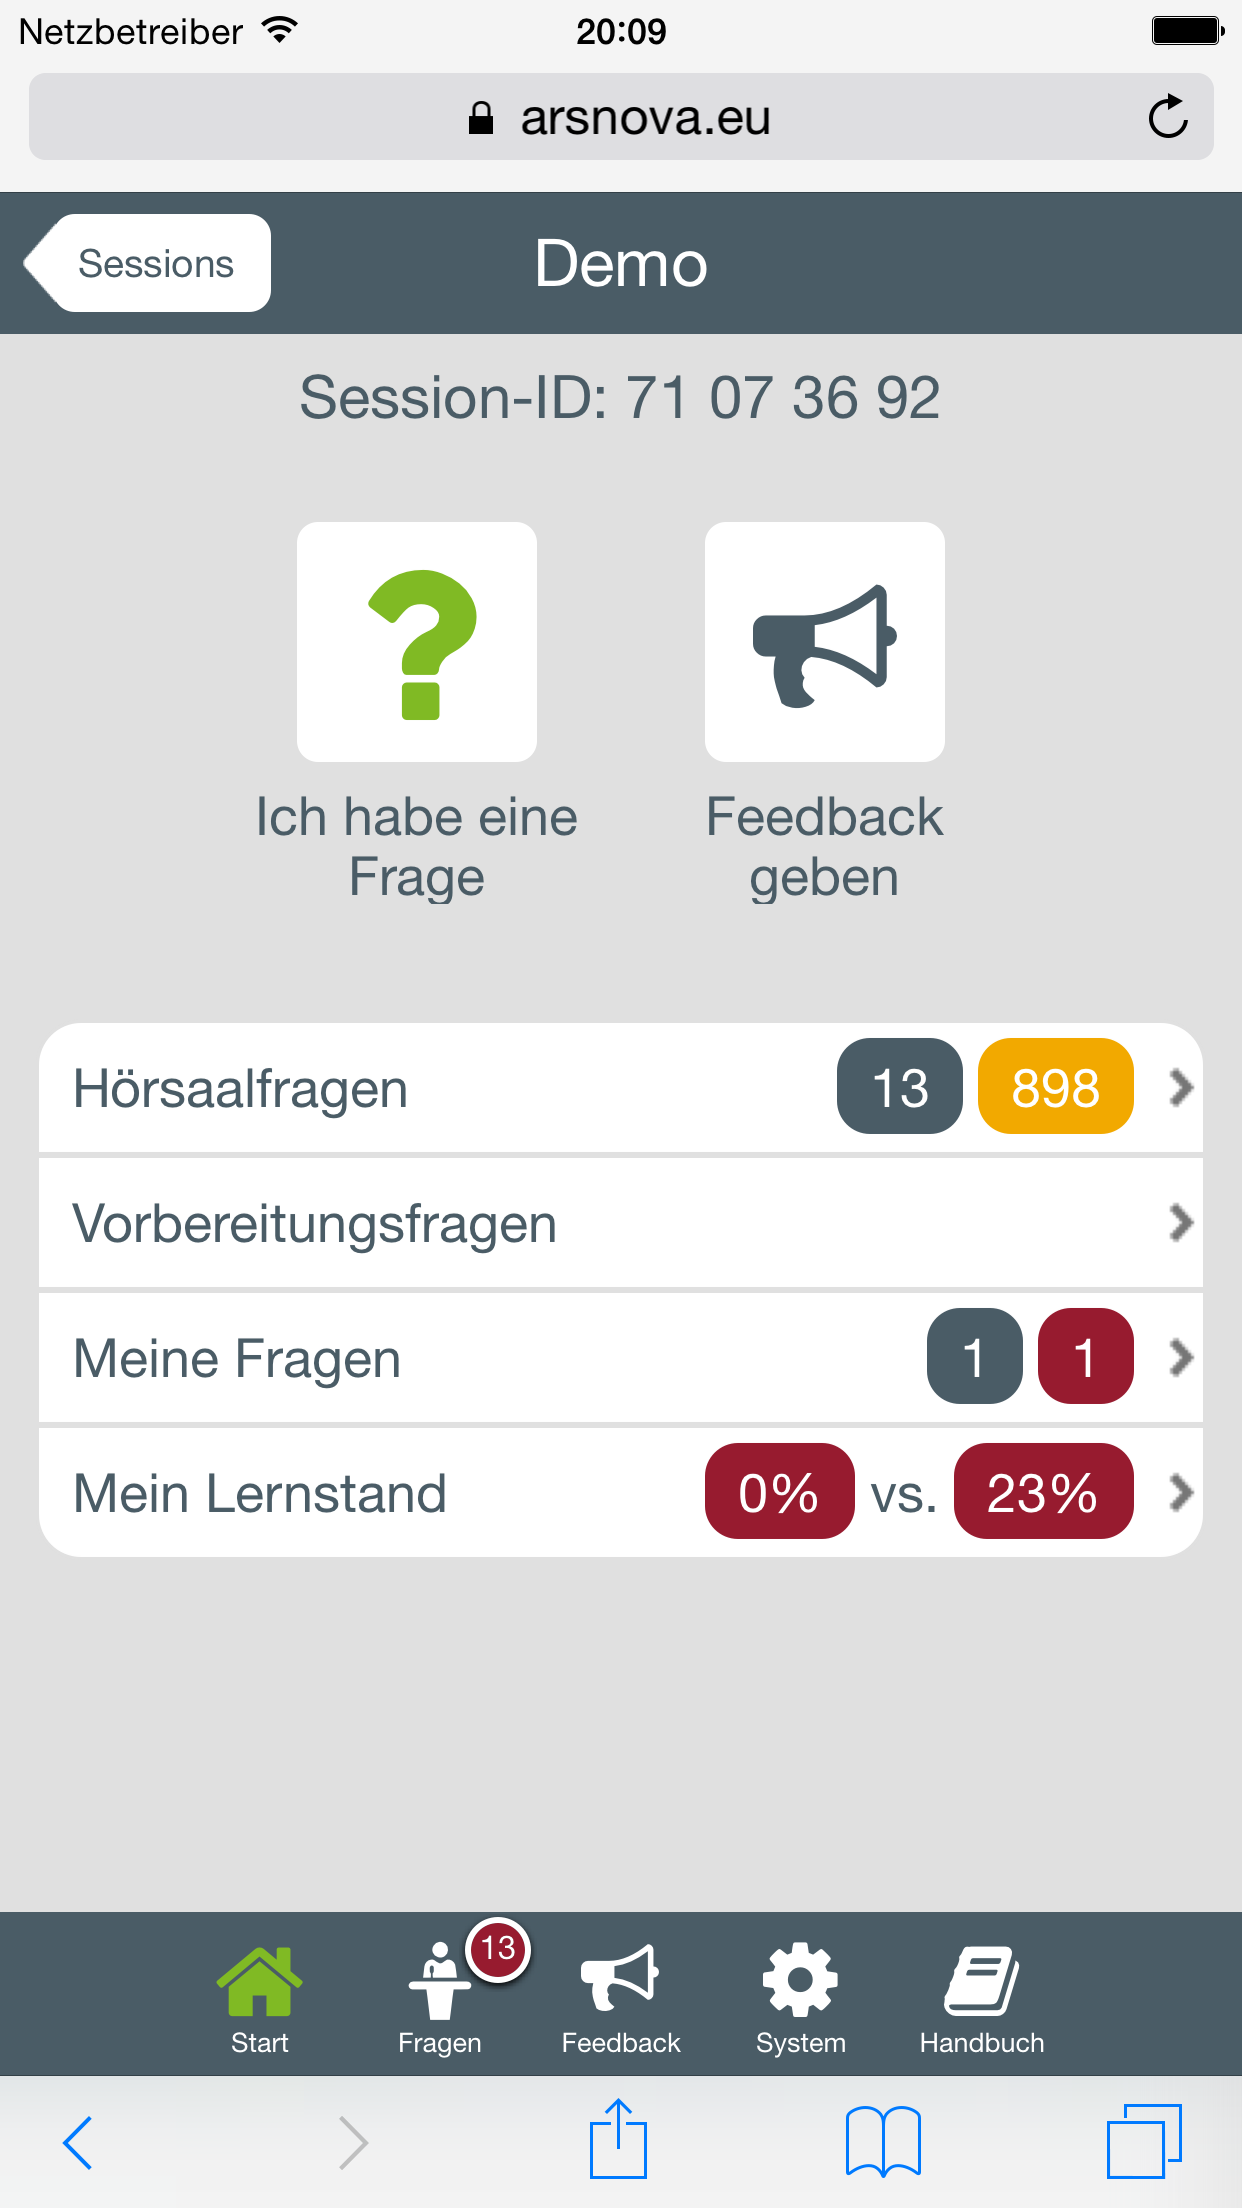 Netzbetreiber 20:09
arsnova.eu
Sessions Demo
Session-ID: 71 07 36 92
Ich habe eine
Frage
Feedback
geben
Hörsaalfragen 13 898
Vorbereitungsfragen
Meine Fragen 1 1
Mein Lernstand 0% vs. 23%
13
Start Fragen Feedback System Handbuch